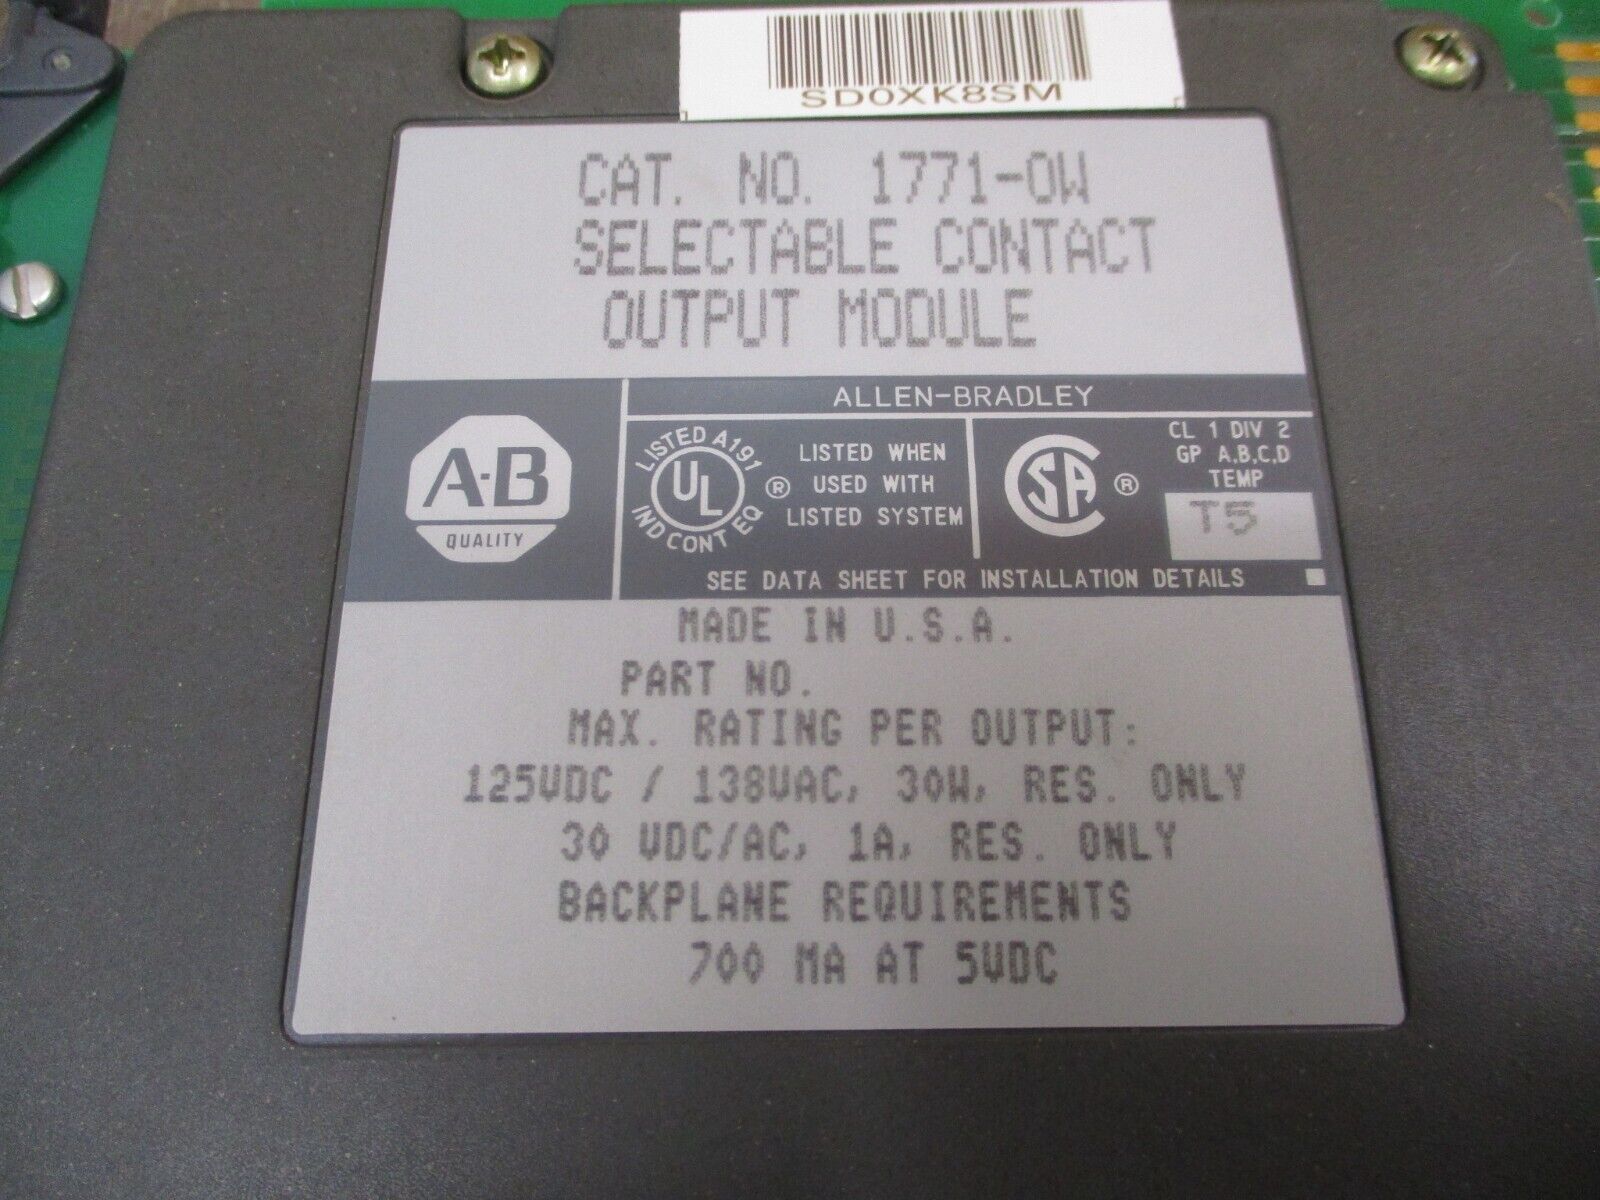 SD0XK8SM
CAT. NO. 1771-OW
SELECTABLE CONTACT
OUTPUT MODULE
ALLEN-BRADLEY
A-B
QUALITY
LISTED A191
UL
IND CONT EQ
®
LISTED WHEN
USED WITH
LISTED SYSTEM
SA
®
CL 1 DIV 2
GP A,B,C,D
TEMP
T5
SEE DATA SHEET FOR INSTALLATION DETAILS
MADE IN U.S.A.
PART NO.
MAX. RATING PER OUTPUT:
125VDC / 138VAC, 30W, RES. ONLY
30 VDC/AC, 1A, RES. ONLY
BACKPLANE REQUIREMENTS
700 MA AT 5VDC